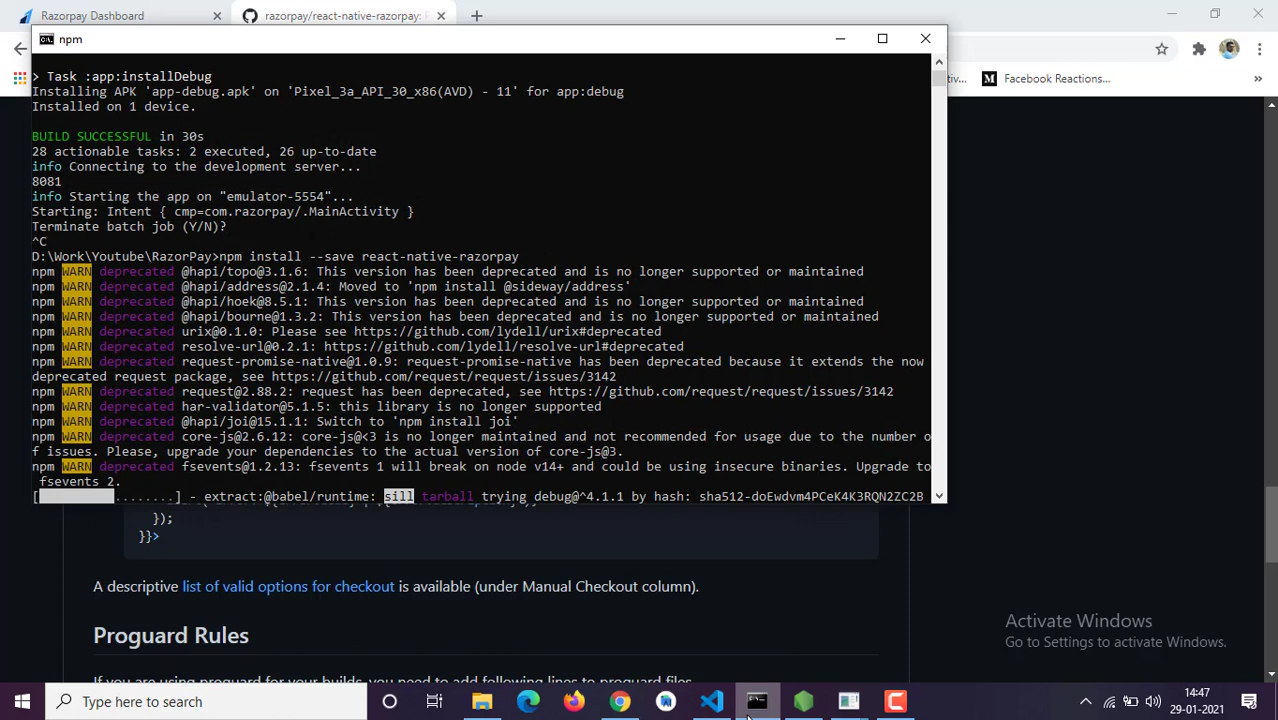 Razorpay Dashboard
razorpay/react-native-razorpay: R
npm
Facebook Reactions...
> Task :app:installDebug
Installing APK 'app-debug.apk' on 'Pixel_3a_API_30_x86(AVD) - 11' for app:debug
Installed on 1 device.
BUILD SUCCESSFUL in 30s
28 actionable tasks: 2 executed, 26 up-to-date
info Connecting to the development server...
8081
info Starting the app on "emulator-5554"...
Starting: Intent { cmp=com.razorpay/.MainActivity }
Terminate batch job (Y/N)?
^C
D:\Work\Youtube\RazorPay>npm install --save react-native-razorpay
npm WARN deprecated @hapi/topo@3.1.6: This version has been deprecated and is no longer supported or maintained
npm WARN deprecated @hapi/address@2.1.4: Moved to 'npm install @sideway/address'
npm WARN deprecated @hapi/hoek@8.5.1: This version has been deprecated and is no longer supported or maintained
npm WARN deprecated @hapi/bourne@1.3.2: This version has been deprecated and is no longer supported or maintained
npm WARN deprecated urix@0.1.0: Please see https://github.com/lydell/urix#deprecated
npm WARN deprecated resolve-url@0.2.1: https://github.com/lydell/resolve-url#deprecated
npm WARN deprecated request-promise-native@1.0.9: request-promise-native has been deprecated because it extends the now
deprecated request package, see https://github.com/request/request/issues/3142
npm WARN deprecated request@2.88.2: request has been deprecated, see https://github.com/request/request/issues/3142
npm WARN deprecated har-validator@5.1.5: this library is no longer supported
npm WARN deprecated @hapi/joi@15.1.1: Switch to 'npm install joi'
npm WARN deprecated core-js@2.6.12: core-js@<3 is no longer maintained and not recommended for usage due to the number o
f issues. Please, upgrade your dependencies to the actual version of core-js@3.
npm WARN deprecated fsevents@1.2.13: fsevents 1 will break on node v14+ and could be using insecure binaries. Upgrade to
fsevents 2.
[ ........] - extract:@babel/runtime: sill tarball trying debug@^4.1.1 by hash: sha512-doEwdvm4PCeK4K3RQN2ZC2B
});
}}>
A descriptive list of valid options for checkout is available (under Manual Checkout column).
Proguard Rules
If you are using proguard for your builds, you need to add following lines to proguard files
Activate Windows
Go to Settings to activate Windows.
Type here to search
14:47
29-01-2021